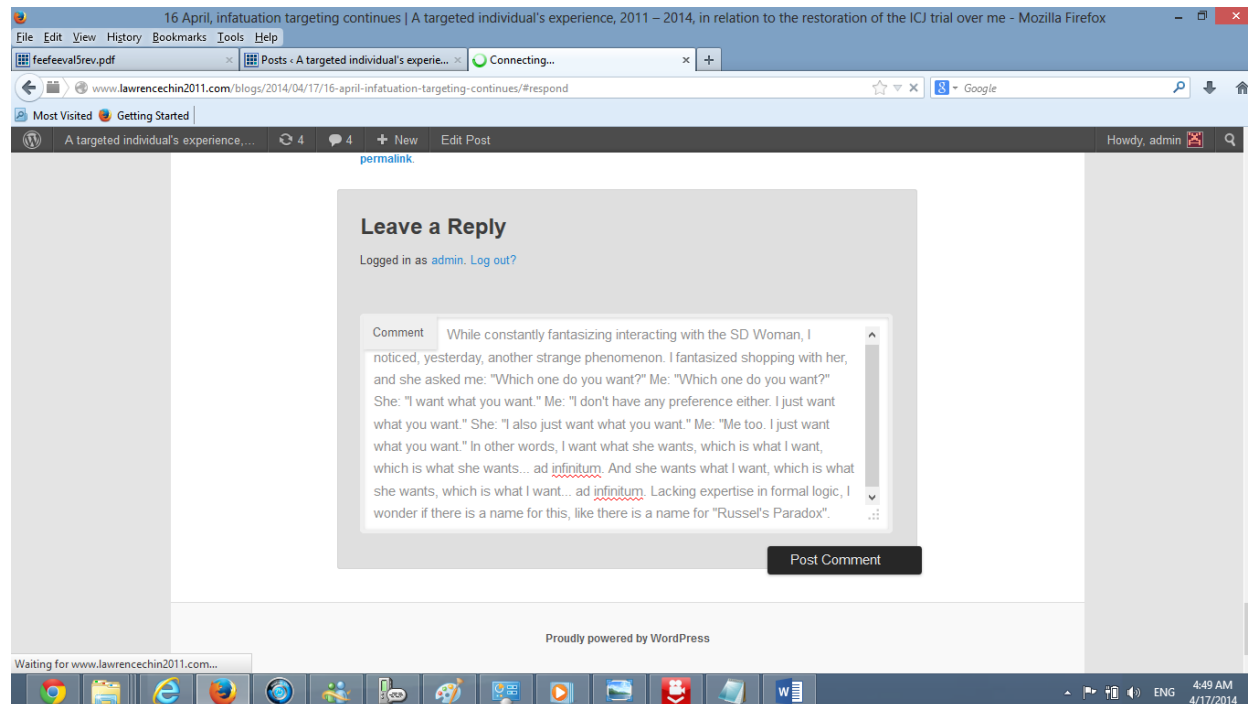 16 April, infatuation targeting continues | A targeted individual's experience, 2011 – 2014, in relation to the restoration of the ICJ trial over me - Mozilla Firefox
File Edit View History Bookmarks Tools Help
feefeeval5rev.pdf
Posts ‹ A targeted individual's experie...
Connecting...
www.lawrencechin2011.com/blogs/2014/04/17/16-april-infatuation-targeting-continues/#respond
Google
Most Visited
Getting Started
A targeted individual's experience,...
4
4
+ New
Edit Post
Howdy, admin
permalink.
Leave a Reply
Logged in as admin. Log out?
Comment
While constantly fantasizing interacting with the SD Woman, I
noticed, yesterday, another strange phenomenon. I fantasized shopping with her,
and she asked me: "Which one do you want?" Me: "Which one do you want?"
She: "I want what you want." Me: "I don't have any preference either. I just want
what you want." She: "I also just want what you want." Me: "Me too. I just want
what you want." In other words, I want what she wants, which is what I want,
which is what she wants... ad infinitum. And she wants what I want, which is what
she wants, which is what I want... ad infinitum. Lacking expertise in formal logic, I
wonder if there is a name for this, like there is a name for "Russel's Paradox".
Post Comment
Proudly powered by WordPress
Waiting for www.lawrencechin2011.com...
ENG
4:49 AM
4/17/2014